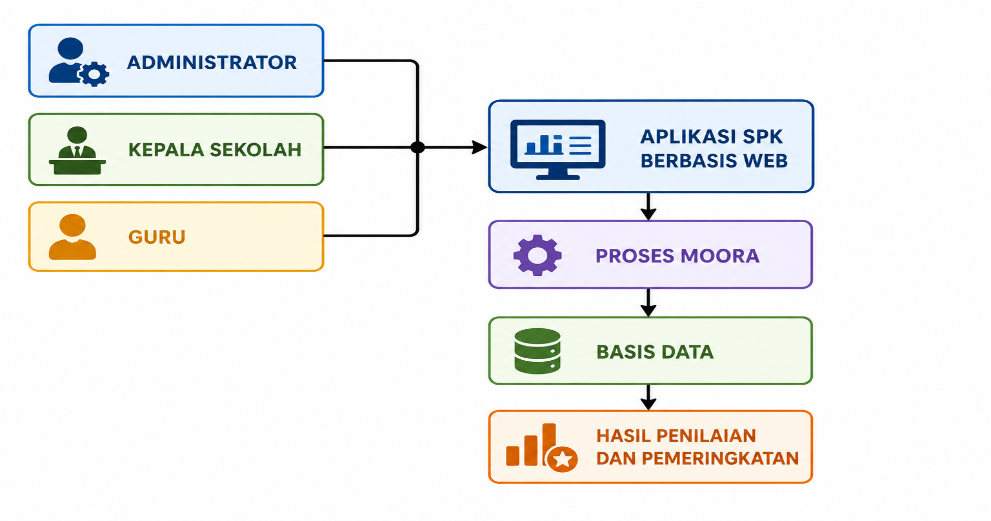 ADMINISTRATOR
KEPALA SEKOLAH
GURU
APLIKASI SPK
BERBASIS WEB
PROSES MOORA
BASIS DATA
HASIL PENILAIAN
DAN PEMERINGKATAN